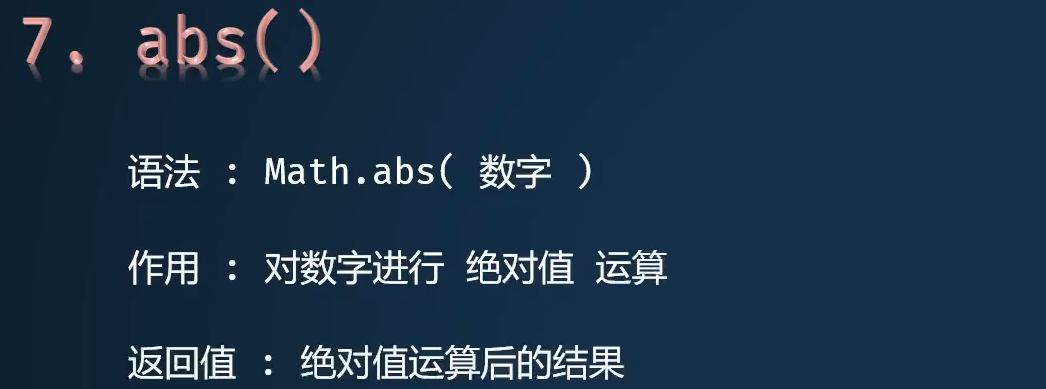 7. abs()
语法 : Math.abs( 数字 )
作用 : 对数字进行 绝对值 运算
返回值 : 绝对值运算后的结果